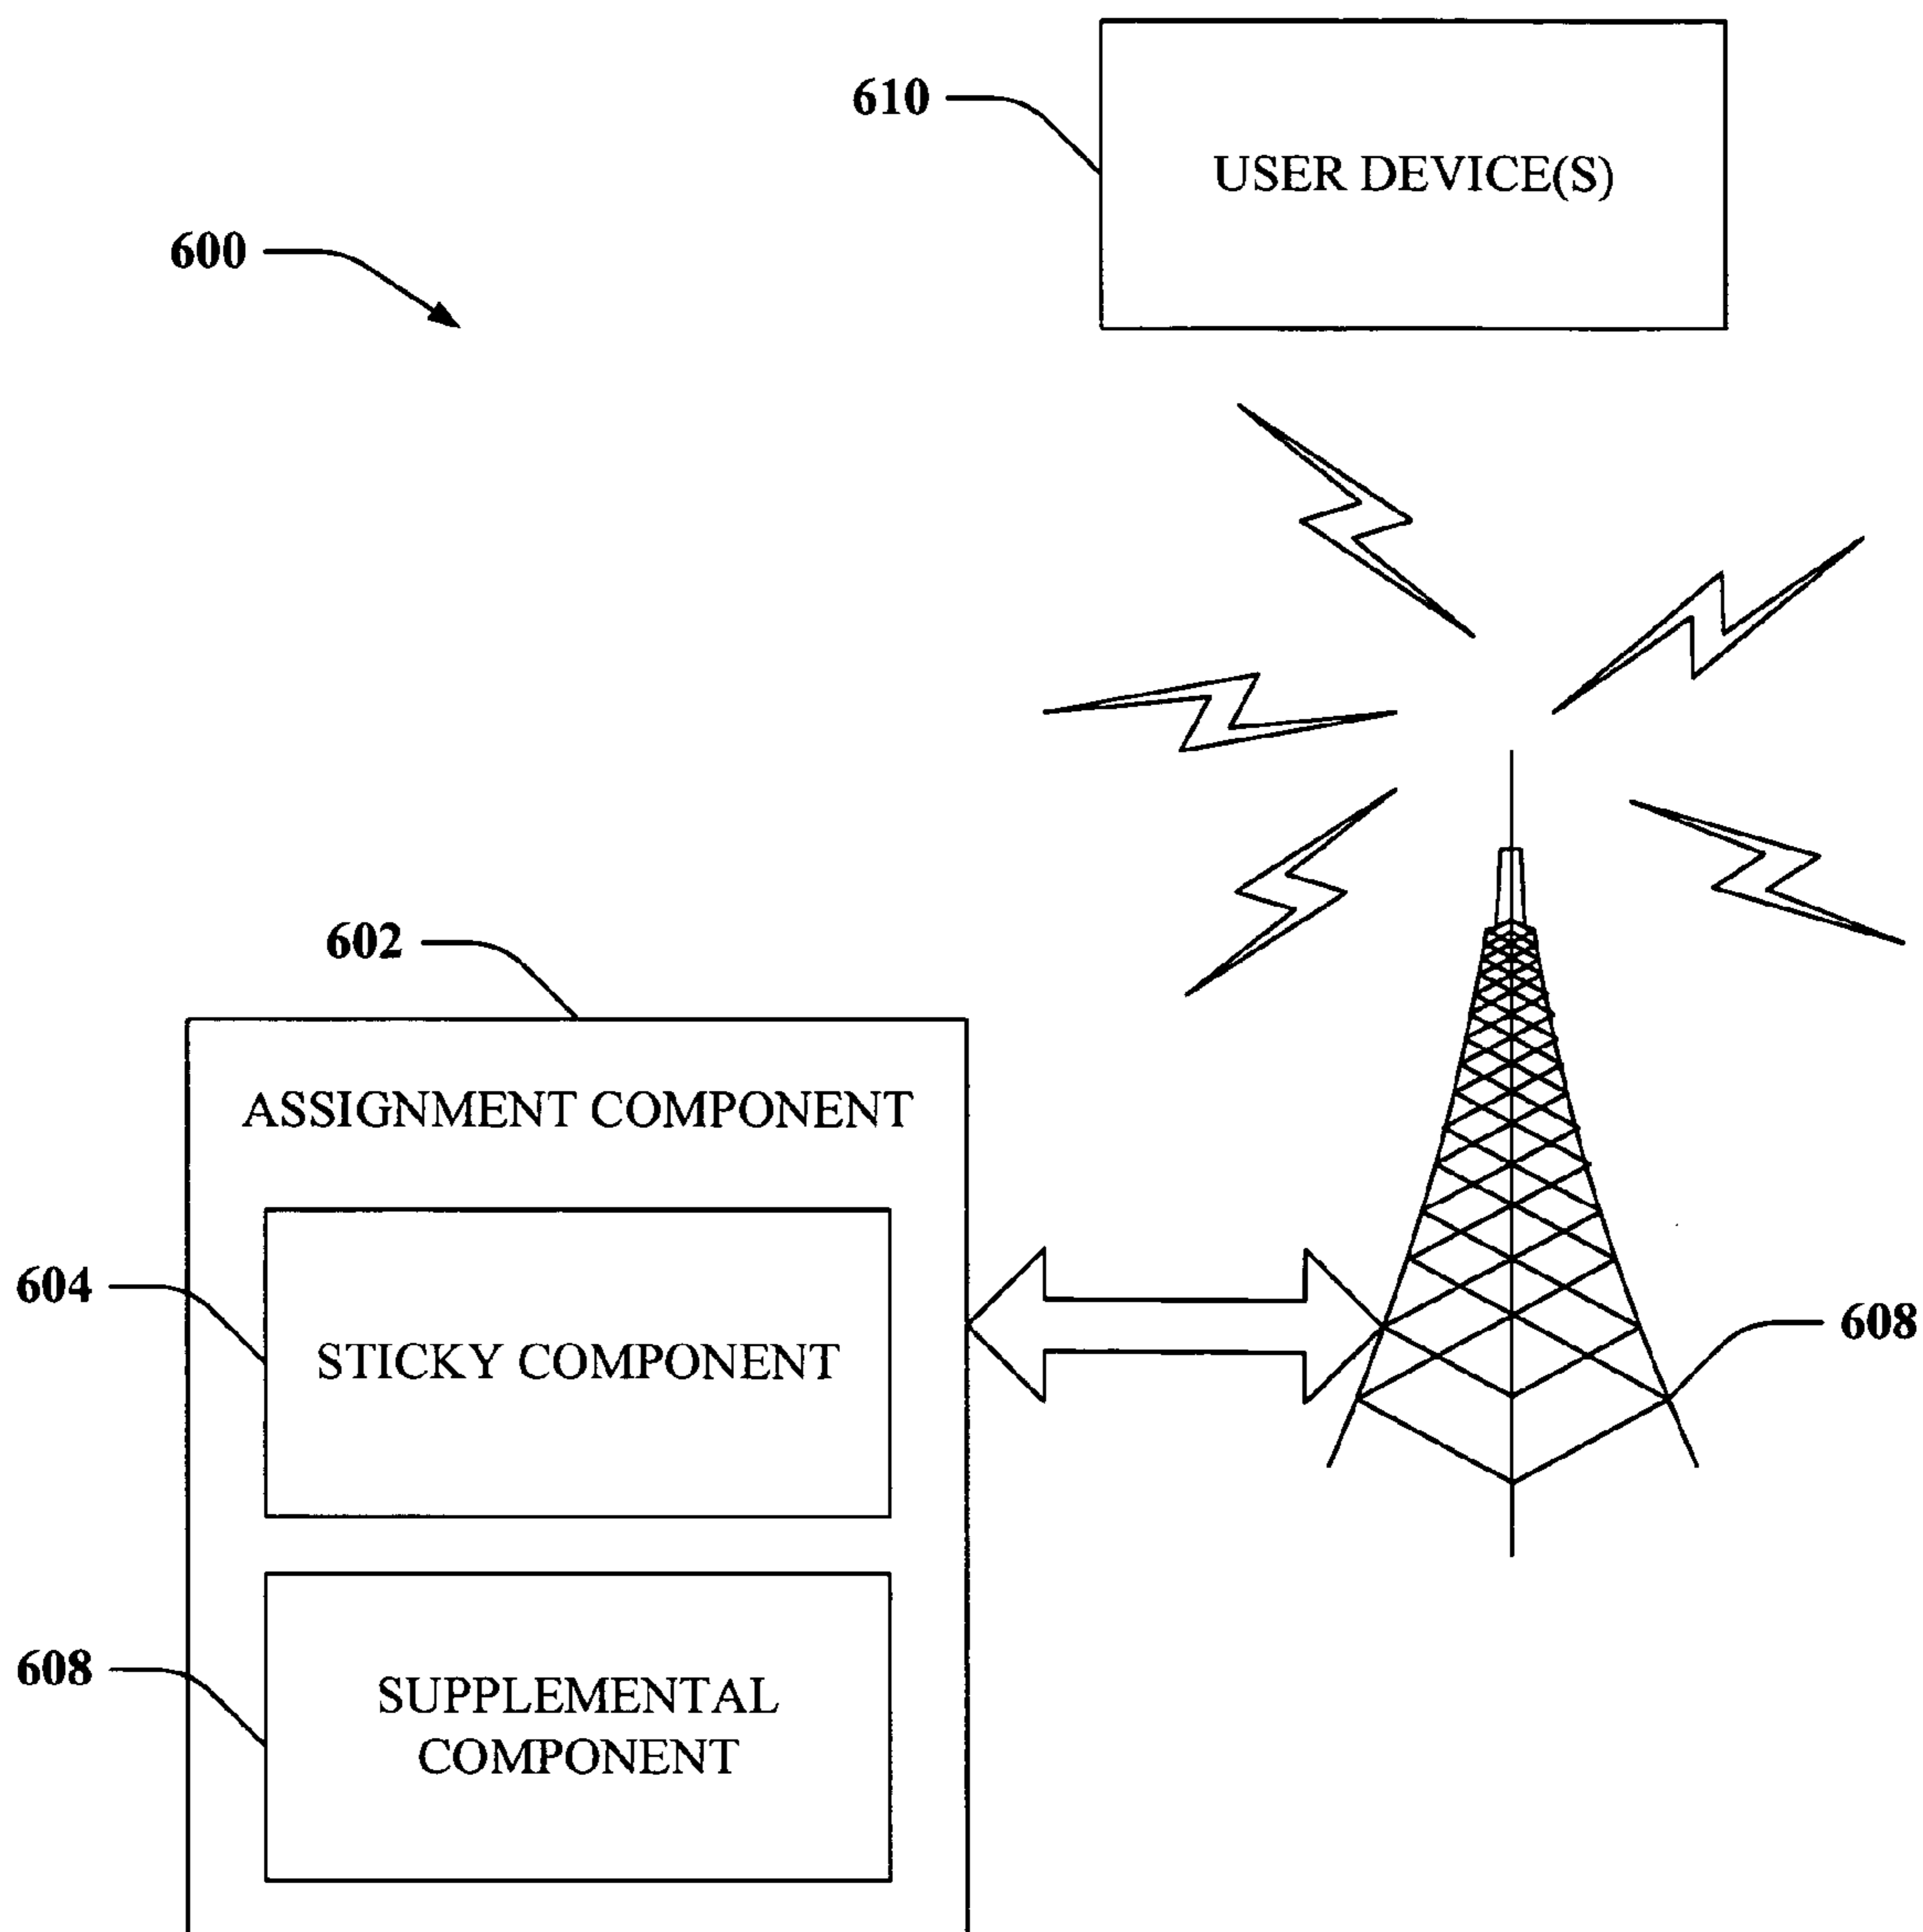 610
USER DEVICE(S)
600
602
ASSIGNMENT COMPONENT
604
STICKY COMPONENT
608
608
SUPPLEMENTAL
COMPONENT